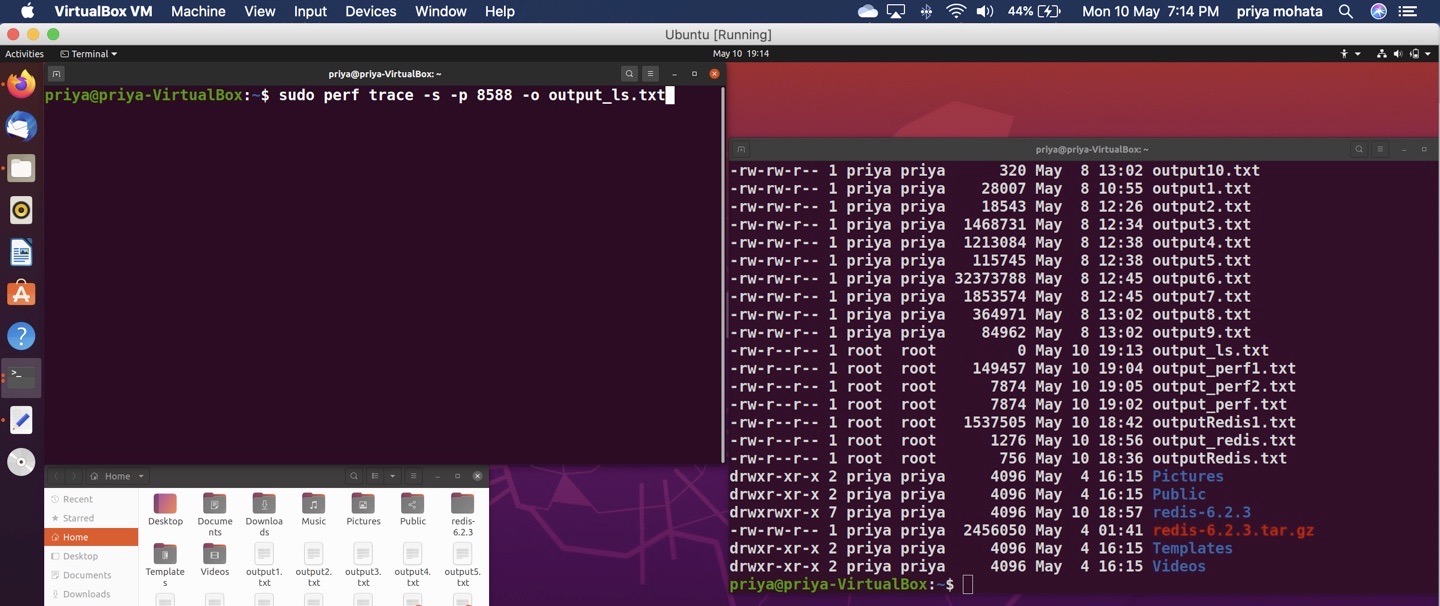 VirtualBox VM Machine View Input Devices Window Help 44% Mon 10 May 7:14 PM priya mohata
Ubuntu [Running]
Activities Terminal May 10 19:14
priya@priya-VirtualBox: ~
priya@priya-VirtualBox:~$ sudo perf trace -s -p 8588 -o output_ls.txt
priya@priya-VirtualBox: ~
-rw-rw-r-- 1 priya priya 320 May 8 13:02 output10.txt
-rw-rw-r-- 1 priya priya 28007 May 8 10:55 output1.txt
-rw-rw-r-- 1 priya priya 18543 May 8 12:26 output2.txt
-rw-rw-r-- 1 priya priya 1468731 May 8 12:34 output3.txt
-rw-rw-r-- 1 priya priya 1213084 May 8 12:38 output4.txt
-rw-rw-r-- 1 priya priya 115745 May 8 12:38 output5.txt
-rw-rw-r-- 1 priya priya 32373788 May 8 12:45 output6.txt
-rw-rw-r-- 1 priya priya 1853574 May 8 12:45 output7.txt
-rw-rw-r-- 1 priya priya 364971 May 8 13:02 output8.txt
-rw-rw-r-- 1 priya priya 84962 May 8 13:02 output9.txt
-rw-r--r-- 1 root root 0 May 10 19:13 output_ls.txt
-rw-r--r-- 1 root root 149457 May 10 19:04 output_perf1.txt
-rw-r--r-- 1 root root 7874 May 10 19:05 output_perf2.txt
-rw-r--r-- 1 root root 7874 May 10 19:02 output_perf.txt
-rw-r--r-- 1 root root 1537505 May 10 18:42 outputRedis1.txt
-rw-r--r-- 1 root root 1276 May 10 18:56 output_redis.txt
-rw-r--r-- 1 root root 756 May 10 18:36 outputRedis.txt
drwxr-xr-x 2 priya priya 4096 May 4 16:15 Pictures
drwxr-xr-x 2 priya priya 4096 May 4 16:15 Public
drwxrwxr-x 7 priya priya 4096 May 10 18:57 redis-6.2.3
-rw-rw-r-- 1 priya priya 2456050 May 4 01:41 redis-6.2.3.tar.gz
drwxr-xr-x 2 priya priya 4096 May 4 16:15 Templates
drwxr-xr-x 2 priya priya 4096 May 4 16:15 Videos
priya@priya-VirtualBox:~$
Home
Recent
Starred
Home
Desktop
Documents
Downloads
Desktop Docume Downloa Music Pictures Public redis-
nts ds 6.2.3
Template Videos output1. output2. output3. output4. output5.
s txt txt txt txt txt